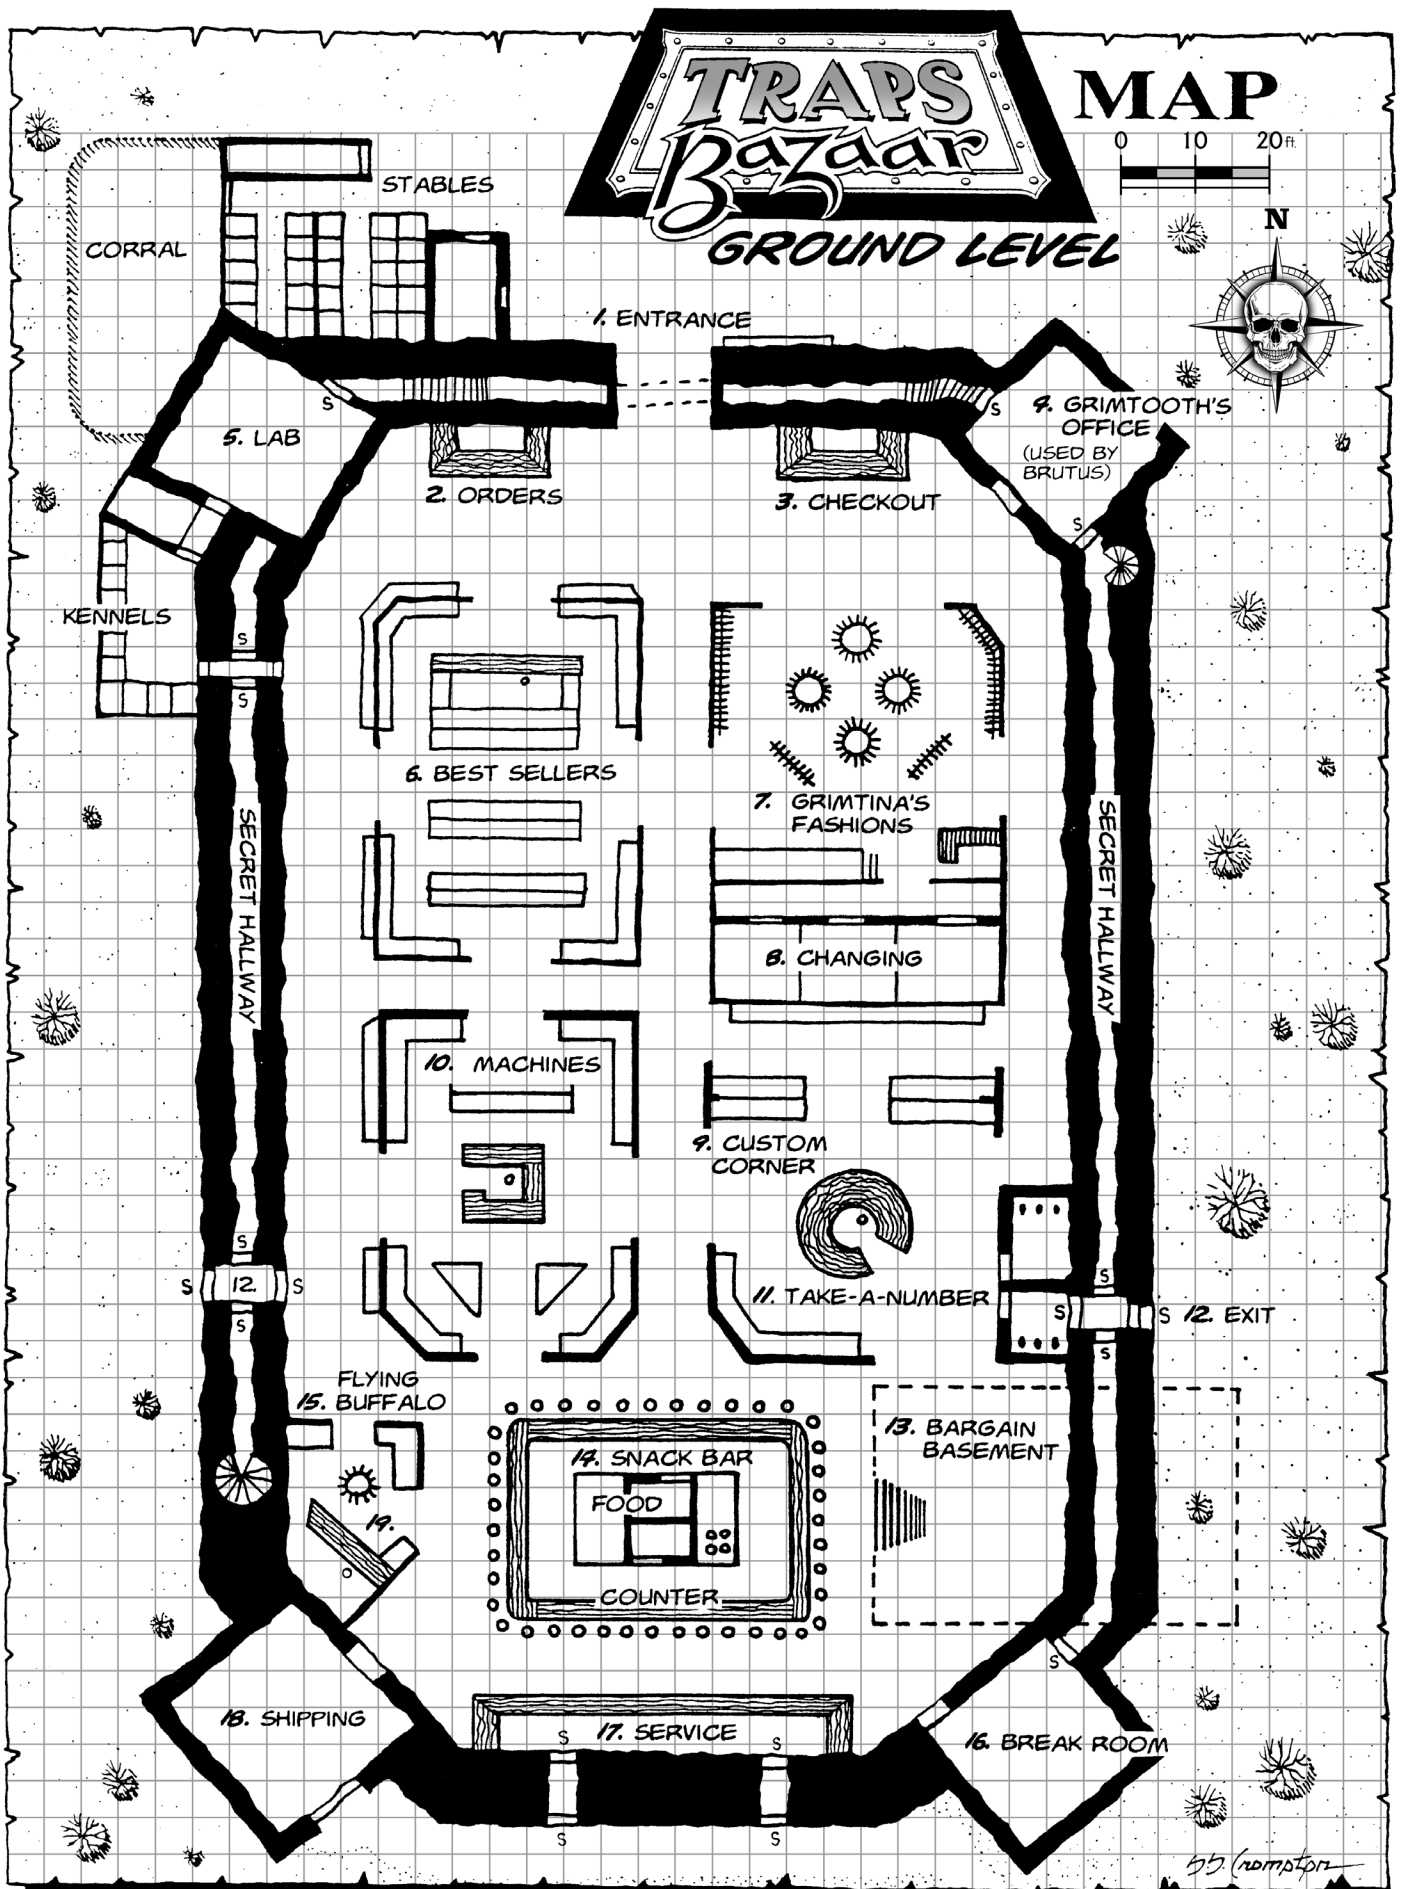 TRAPS
Bazaar
MAP
0 10 20 ft.
GROUND LEVEL
N
STABLES
CORRAL
1. ENTRANCE
S
S
4. GRIMTOOTH'S
OFFICE
(USED BY
BRUTUS)
5. LAB
2. ORDERS
3. CHECKOUT
S
KENNELS
S
S
6. BEST SELLERS
7. GRIMTINA'S
FASHIONS
SECRET HALLWAY
SECRET HALLWAY
8. CHANGING
10. MACHINES
9. CUSTOM
CORNER
S
S 12. S
S
11. TAKE-A-NUMBER
S
S
S 12. EXIT
S
FLYING
15. BUFFALO
13. BARGAIN
BASEMENT
14. SNACK BAR
FOOD
19.
COUNTER
S
18. SHIPPING
17. SERVICE
S
S
16. BREAK ROOM
S
S
S.S. Crompton